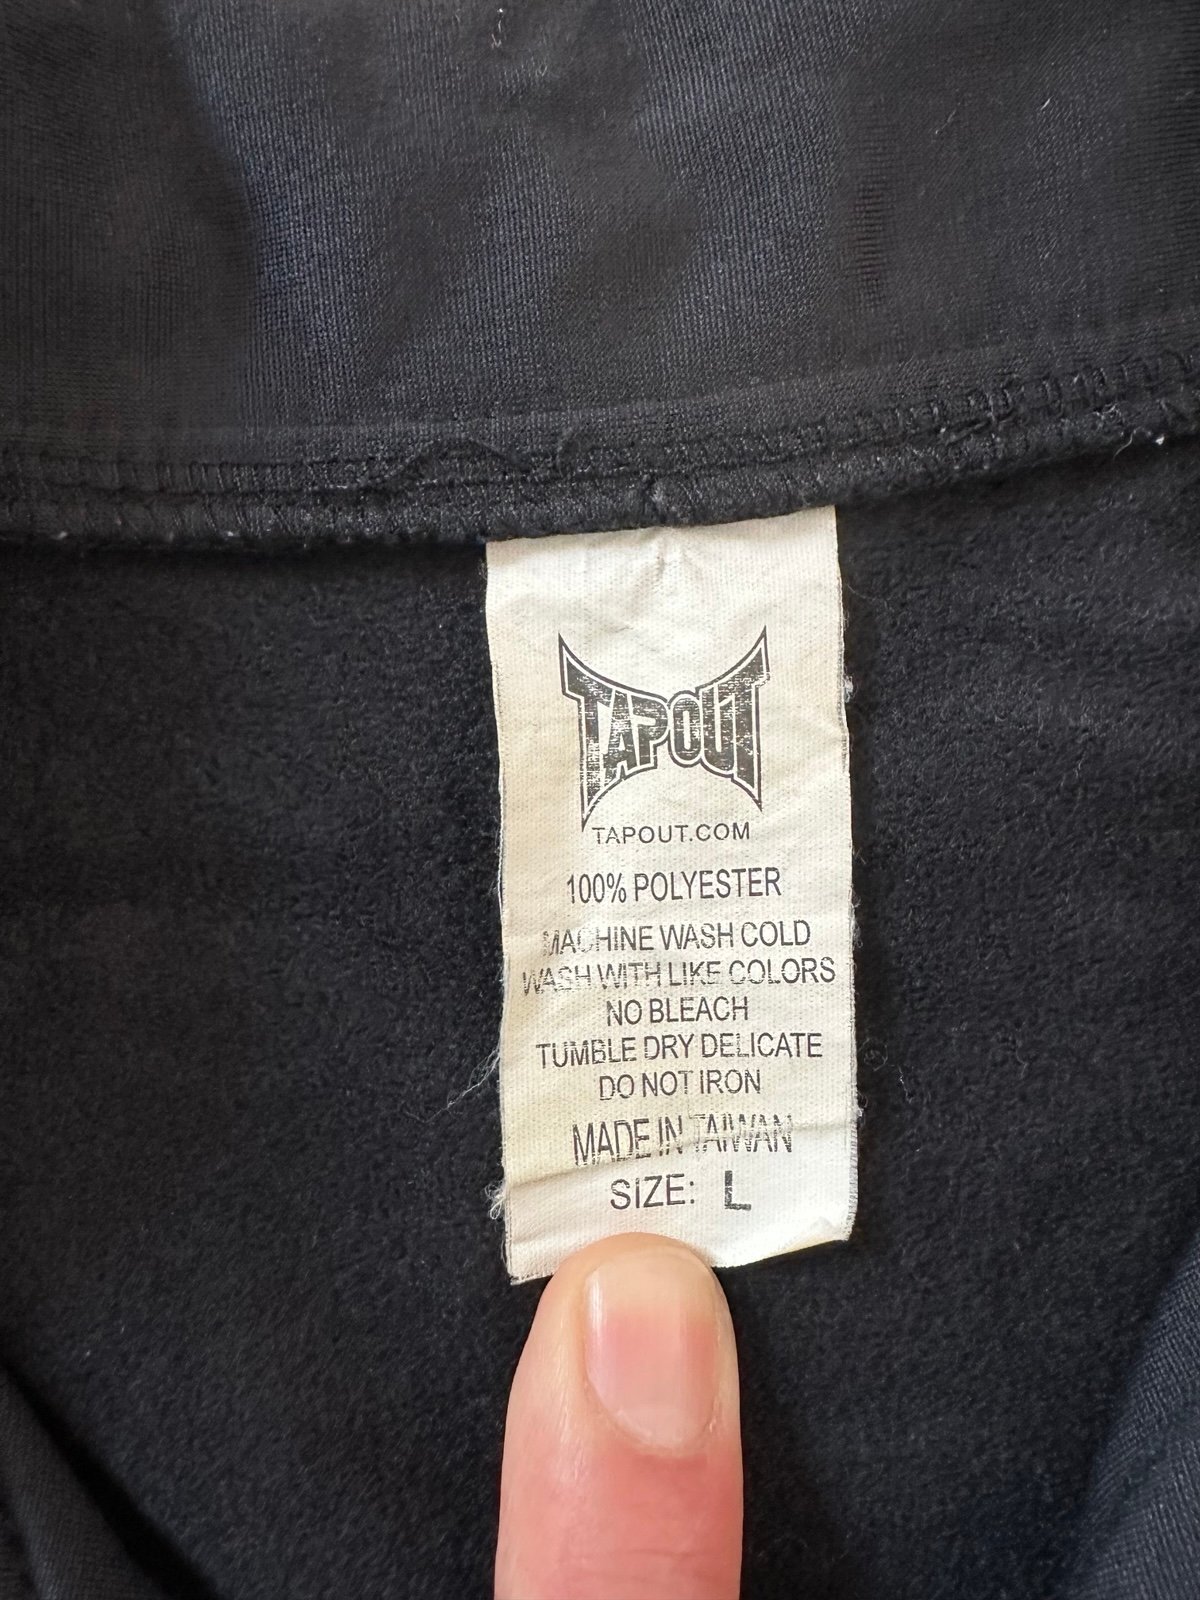 TAPOUT
TAPOUT.COM
100% POLYESTER
MACHINE WASH COLD
WASH WITH LIKE COLORS
NO BLEACH
TUMBLE DRY DELICATE
DO NOT IRON
MADE IN TAIWAN
SIZE: L